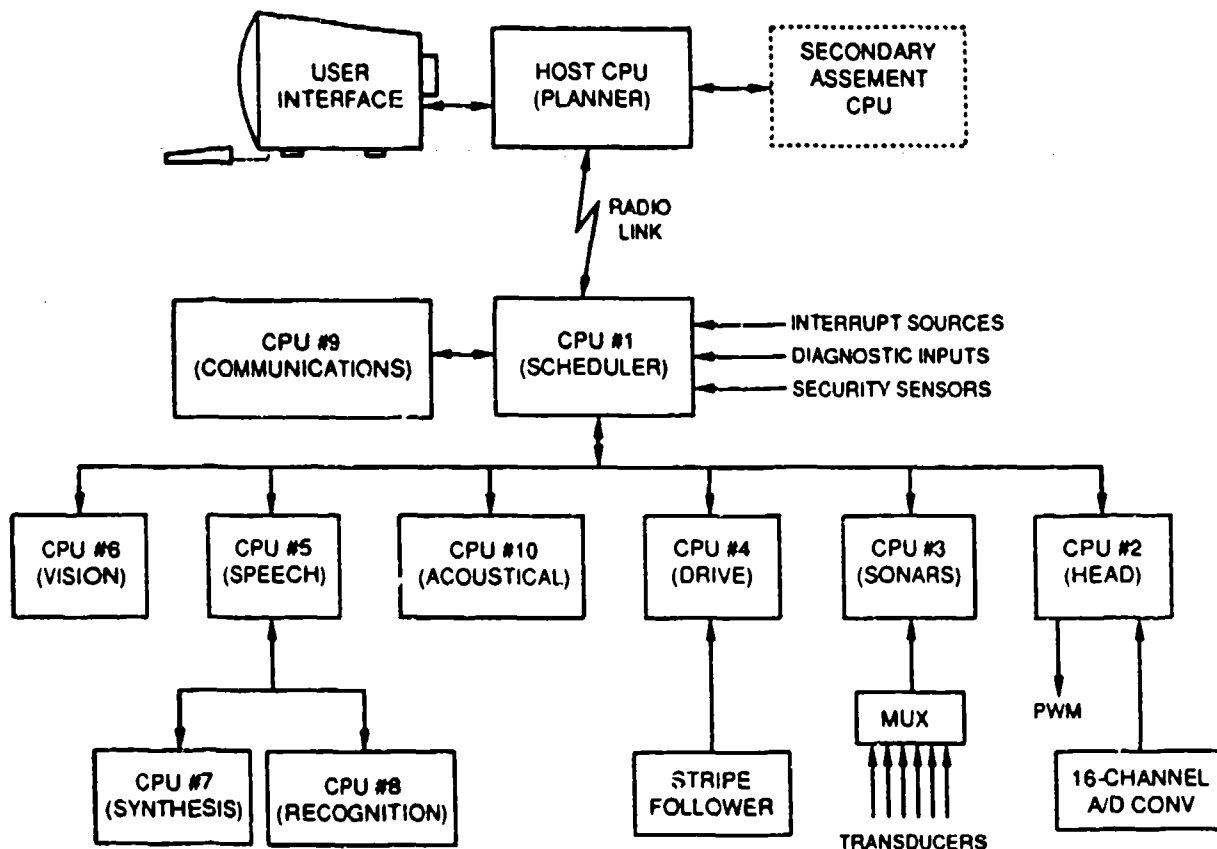 USER
INTERFACE
HOST CPU
(PLANNER)
SECONDARY
ASSEMENT
CPU
RADIO
LINK
CPU #9
(COMMUNICATIONS)
CPU #1
(SCHEDULER)
INTERRUPT SOURCES
DIAGNOSTIC INPUTS
SECURITY SENSORS
CPU #6
(VISION)
CPU #5
(SPEECH)
CPU #10
(ACOUSTICAL)
CPU #4
(DRIVE)
CPU #3
(SONARS)
CPU #2
(HEAD)
CPU #7
(SYNTHESIS)
CPU #8
(RECOGNITION)
STRIPE
FOLLOWER
MUX
TRANSDUCERS
PWM
16-CHANNEL
A/D CONV